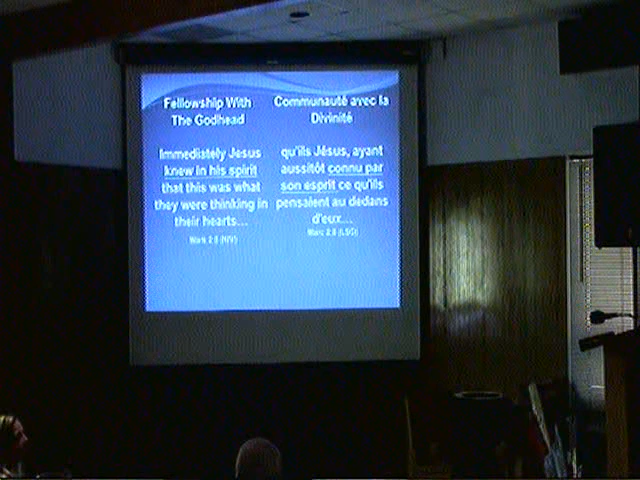 Fellowship With
The Godhead
Immediately Jesus
knew in his spirit
that this was what
they were thinking in
their hearts...
Mark 2:8 (NIV)
Communauté avec la
Divinité
qu'ils Jésus, ayant
aussitôt connu par
son esprit ce qu'ils
pensaient au dedans
d'eux...
Marc 2:8 (LSG)